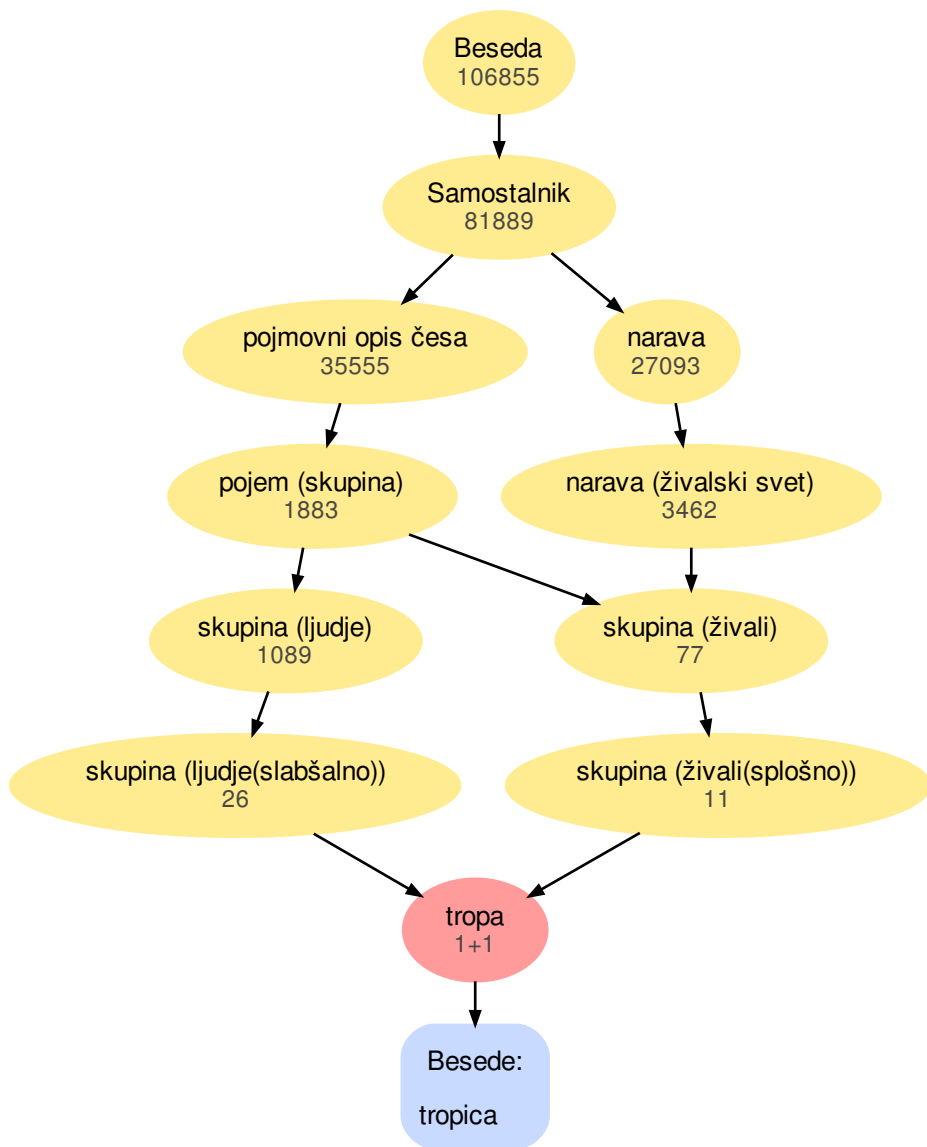 Beseda
106855
Samostalnik
81889
pojmovni opis česa
35555
narava
27093
pojem (skupina)
1883
narava (živalski svet)
3462
skupina (ljudje)
1089
skupina (živali)
77
skupina (ljudje(slabšalno))
26
skupina (živali(splošno))
11
tropa
1+1
Besede:
tropica